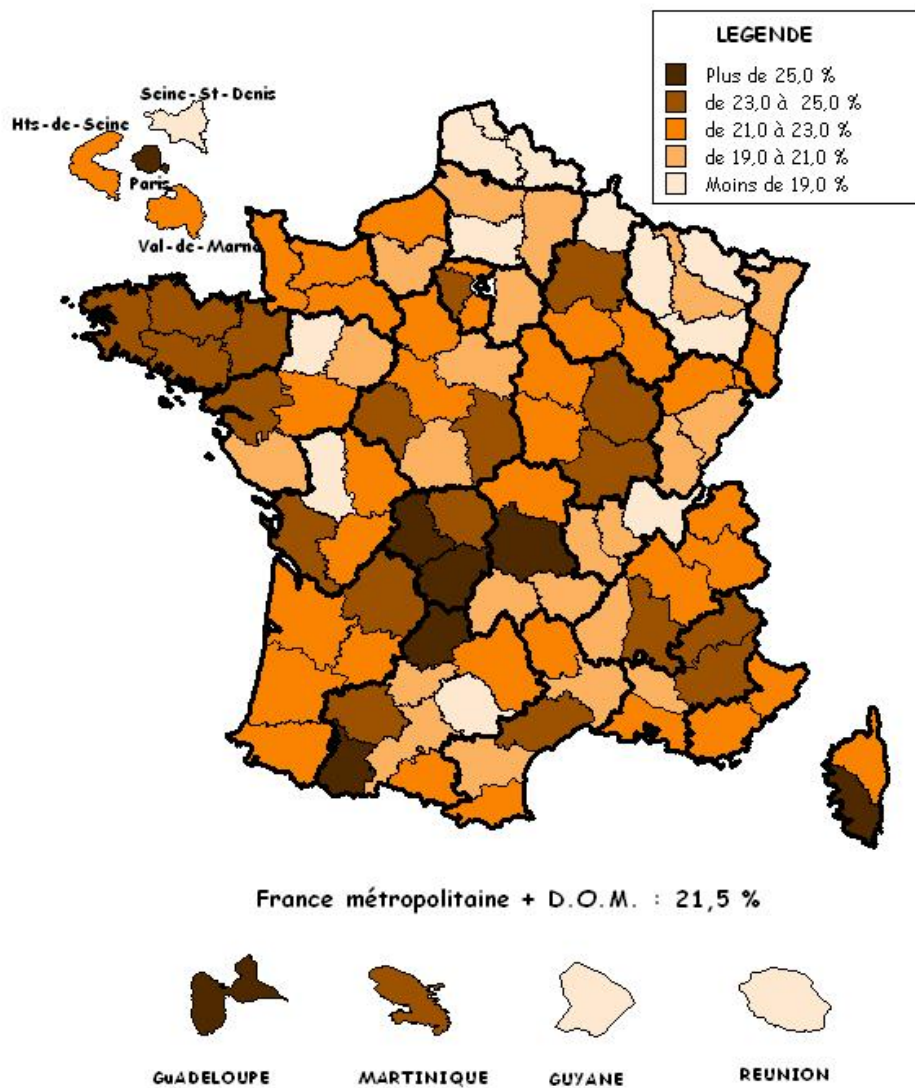 LEGENDE
Plus de 25,0 %
de 23,0 à 25,0 %
de 21,0 à 23,0 %
de 19,0 à 21,0 %
Moins de 19,0 %
Seine-St-Denis
Hts-de-Seine
Paris
Val-de-Marne
France métropolitaine + D.O.M. : 21,5 %
GuADELOUPE
MARTINIQUE
GUYANE
REUNION